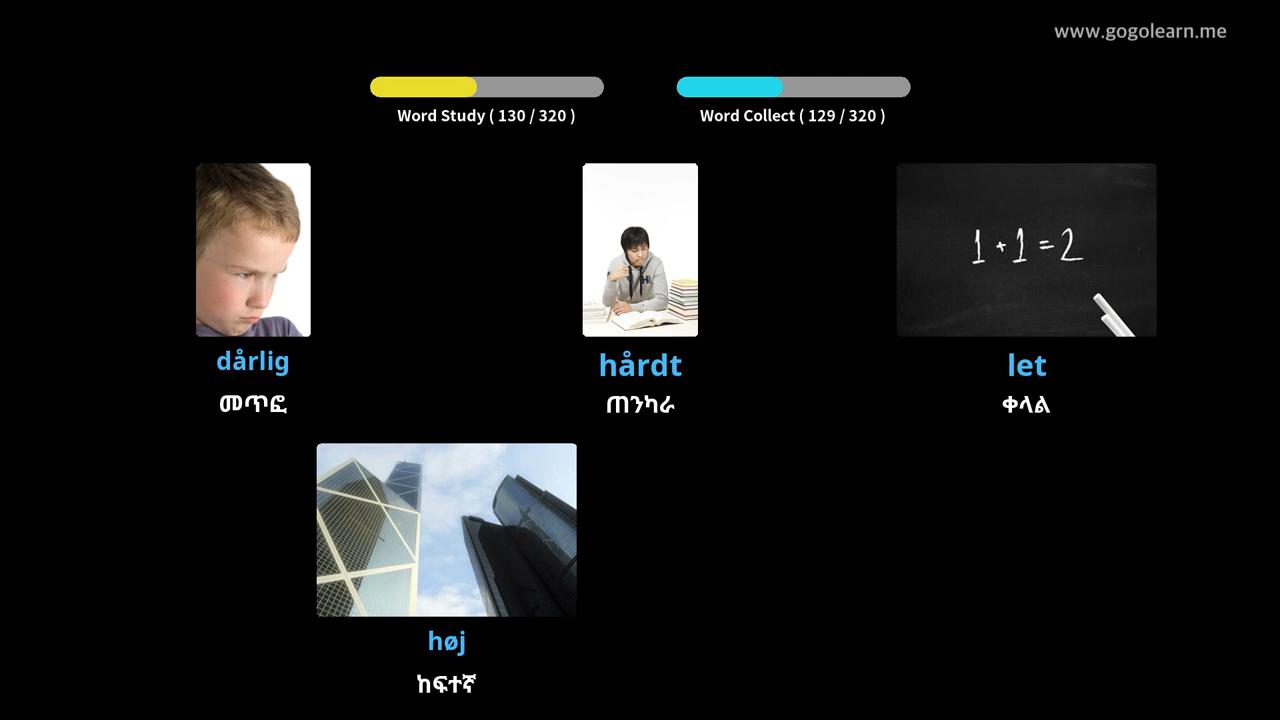 www.gogolearn.me
Word Study ( 130 / 320 )
Word Collect ( 129 / 320 )
1 + 1 = 2
dårlig
hårdt
let
መጥፎ
ጠንካራ
ቀላል
høj
ከፍተኛ